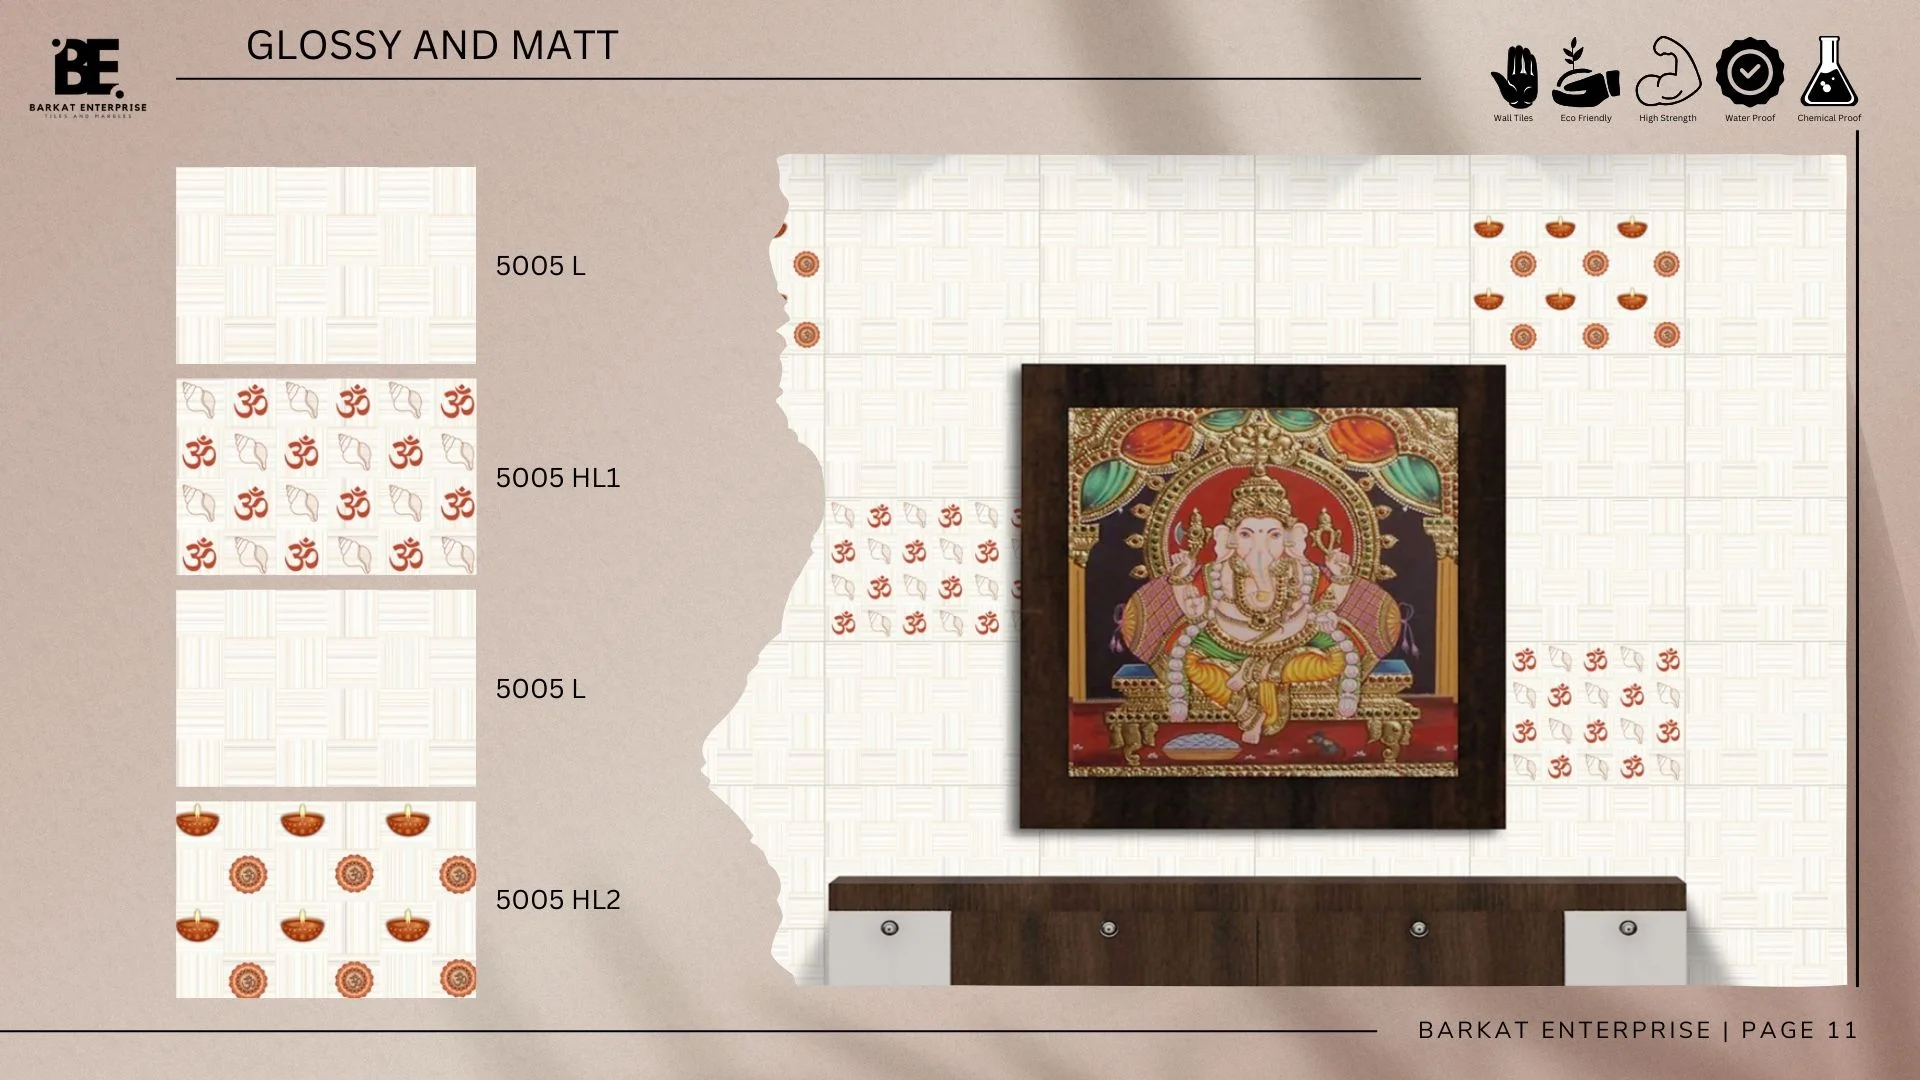 GLOSSY AND MATT
BE.
BARKAT ENTERPRISE
TILES AND MARBLES
Wall Tiles
Eco Friendly
High Strength
Water Proof
Chemical Proof
5005 L
ॐ ॐ ॐ
ॐ ॐ ॐ
ॐ ॐ ॐ
ॐ ॐ ॐ
5005 HL1
5005 L
5005 HL2
BARKAT ENTERPRISE | PAGE 11